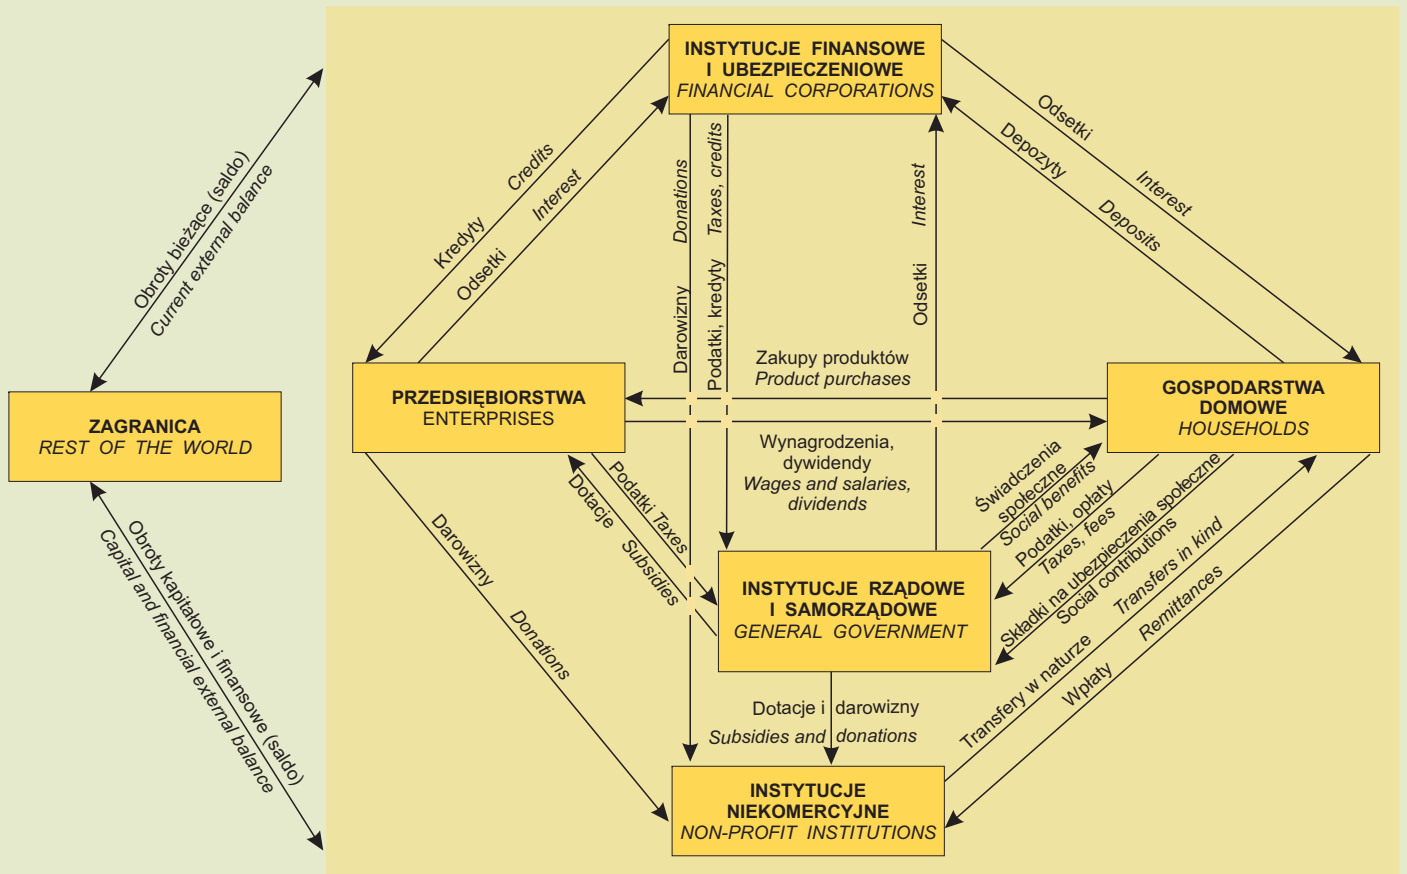 INSTYTUCJE FINANSOWE
I UBEZPIECZENIOWE
FINANCIAL CORPORATIONS
Kredyty Credits
Odsetki Interest
Darowizny Donations
Podatki, kredyty Taxes, credits
Odsetki Interest
Depozyty Deposits
Odsetki Interest
Obroty bieżące (saldo)
Current external balance
ZAGRANICA
REST OF THE WORLD
Obroty kapitałowe i finansowe (saldo)
Capital and financial external balance
PRZEDSIĘBIORSTWA
ENTERPRISES
Zakupy produktów
Product purchases
Wynagrodzenia,
dywidendy
Wages and salaries,
dividends
GOSPODARSTWA
DOMOWE
HOUSEHOLDS
Podatki Taxes
Dotacje Subsidies
Darowizny Donations
Świadczenia
społeczne
Social benefits
Podatki, opłaty
Taxes, fees
Składki na ubezpieczenia społeczne
Social contributions
Transfery w naturze Transfers in kind
Wpłaty Remittances
INSTYTUCJE RZĄDOWE
I SAMORZĄDOWE
GENERAL GOVERNMENT
Dotacje i darowizny
Subsidies and donations
INSTYTUCJE
NIEKOMERCYJNE
NON-PROFIT INSTITUTIONS